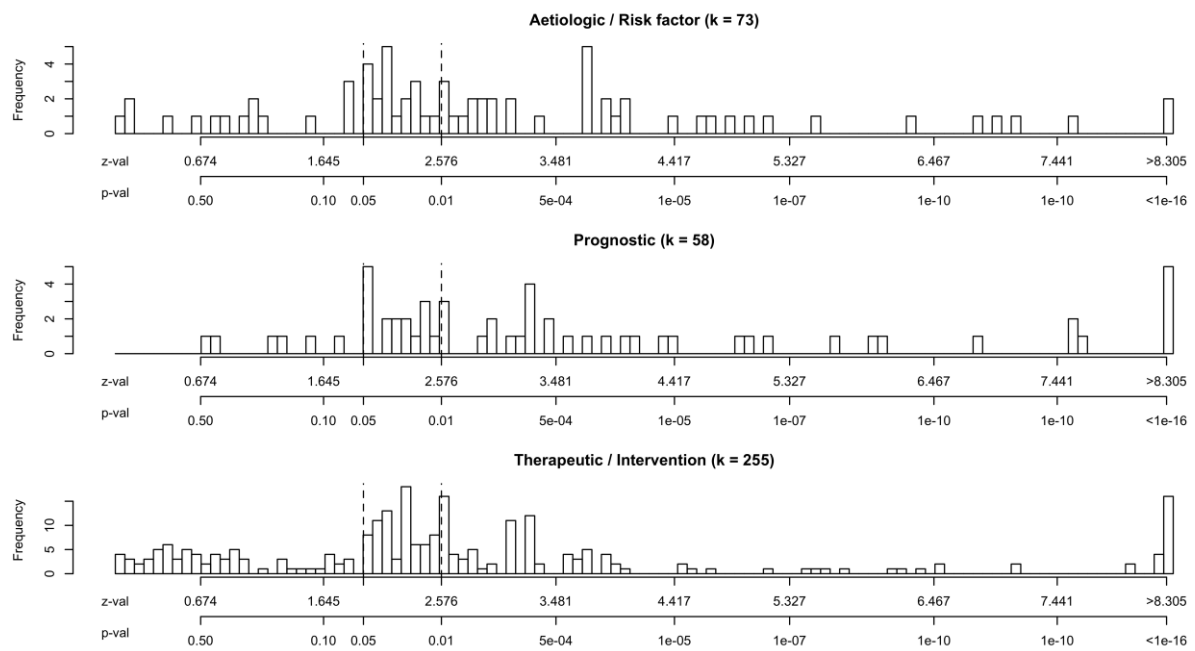 Aetiologic / Risk factor (k = 73)
Frequency
0 2 4
z-val 0.674 1.645 2.576 3.481 4.417 5.327 6.467 7.441 >8.305
p-val 0.50 0.10 0.05 0.01 5e-04 1e-05 1e-07 1e-10 1e-10 <1e-16
Prognostic (k = 58)
Frequency
0 2 4
z-val 0.674 1.645 2.576 3.481 4.417 5.327 6.467 7.441 >8.305
p-val 0.50 0.10 0.05 0.01 5e-04 1e-05 1e-07 1e-10 1e-10 <1e-16
Therapeutic / Intervention (k = 255)
Frequency
0 5 10
z-val 0.674 1.645 2.576 3.481 4.417 5.327 6.467 7.441 >8.305
p-val 0.50 0.10 0.05 0.01 5e-04 1e-05 1e-07 1e-10 1e-10 <1e-16